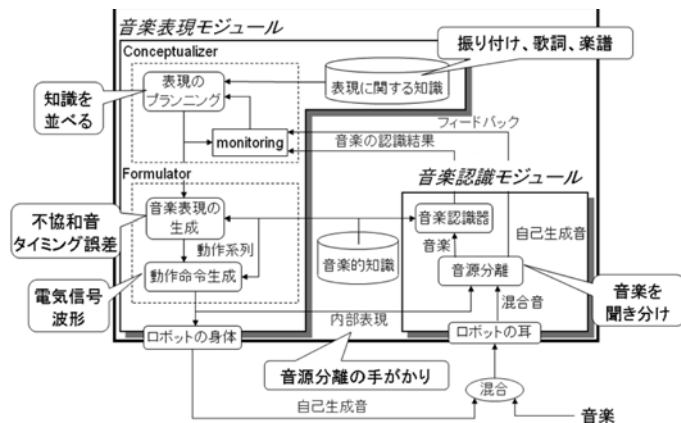 音楽表現モジュール
Conceptualizer
振り付け、歌詞、楽譜
表現の
プランニング
表現に関する知識
知識を
並べる
monitoring
フィードバック
音楽の認識結果
Formulator
音楽認識モジュール
不協和音
タイミング誤差
音楽表現の
生成
音楽認識器
自己生成音
動作系列
音楽的知識
音楽
音源分離
電気信号
波形
動作命令生成
音楽を
聞き分け
混合音
内部表現
ロボットの身体
ロボットの耳
音源分離の手がかり
混合
自己生成音
音楽